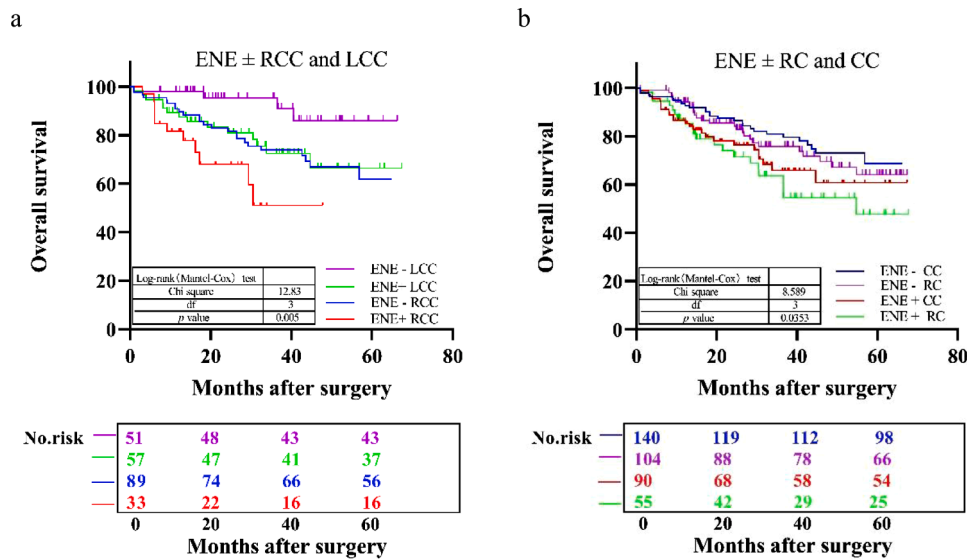 a
ENE ± RCC and LCC
100
80
60
40
20
0
Overall survival
Log-rank (Mantel-Cox) test
Chi square 12.83
df 3
p value 0.005
ENE - LCC
ENE+ LCC
ENE - RCC
ENE+ RCC
20 40 60 80
Months after surgery
No.risk
51 48 43 43
57 47 41 37
89 74 66 56
33 22 16 16
0 20 40 60
Months after surgery
b
ENE ± RC and CC
100
80
60
40
20
0
Overall survival
Log-rank (Mantel-Cox) test
Chi square 8.589
df 3
p value 0.0353
ENE - CC
ENE - RC
ENE + CC
ENE + RC
0 20 40 60 80
Months after surgery
No.risk
140 119 112 98
104 88 78 66
90 68 58 54
55 42 29 25
0 20 40 60
Months after surgery